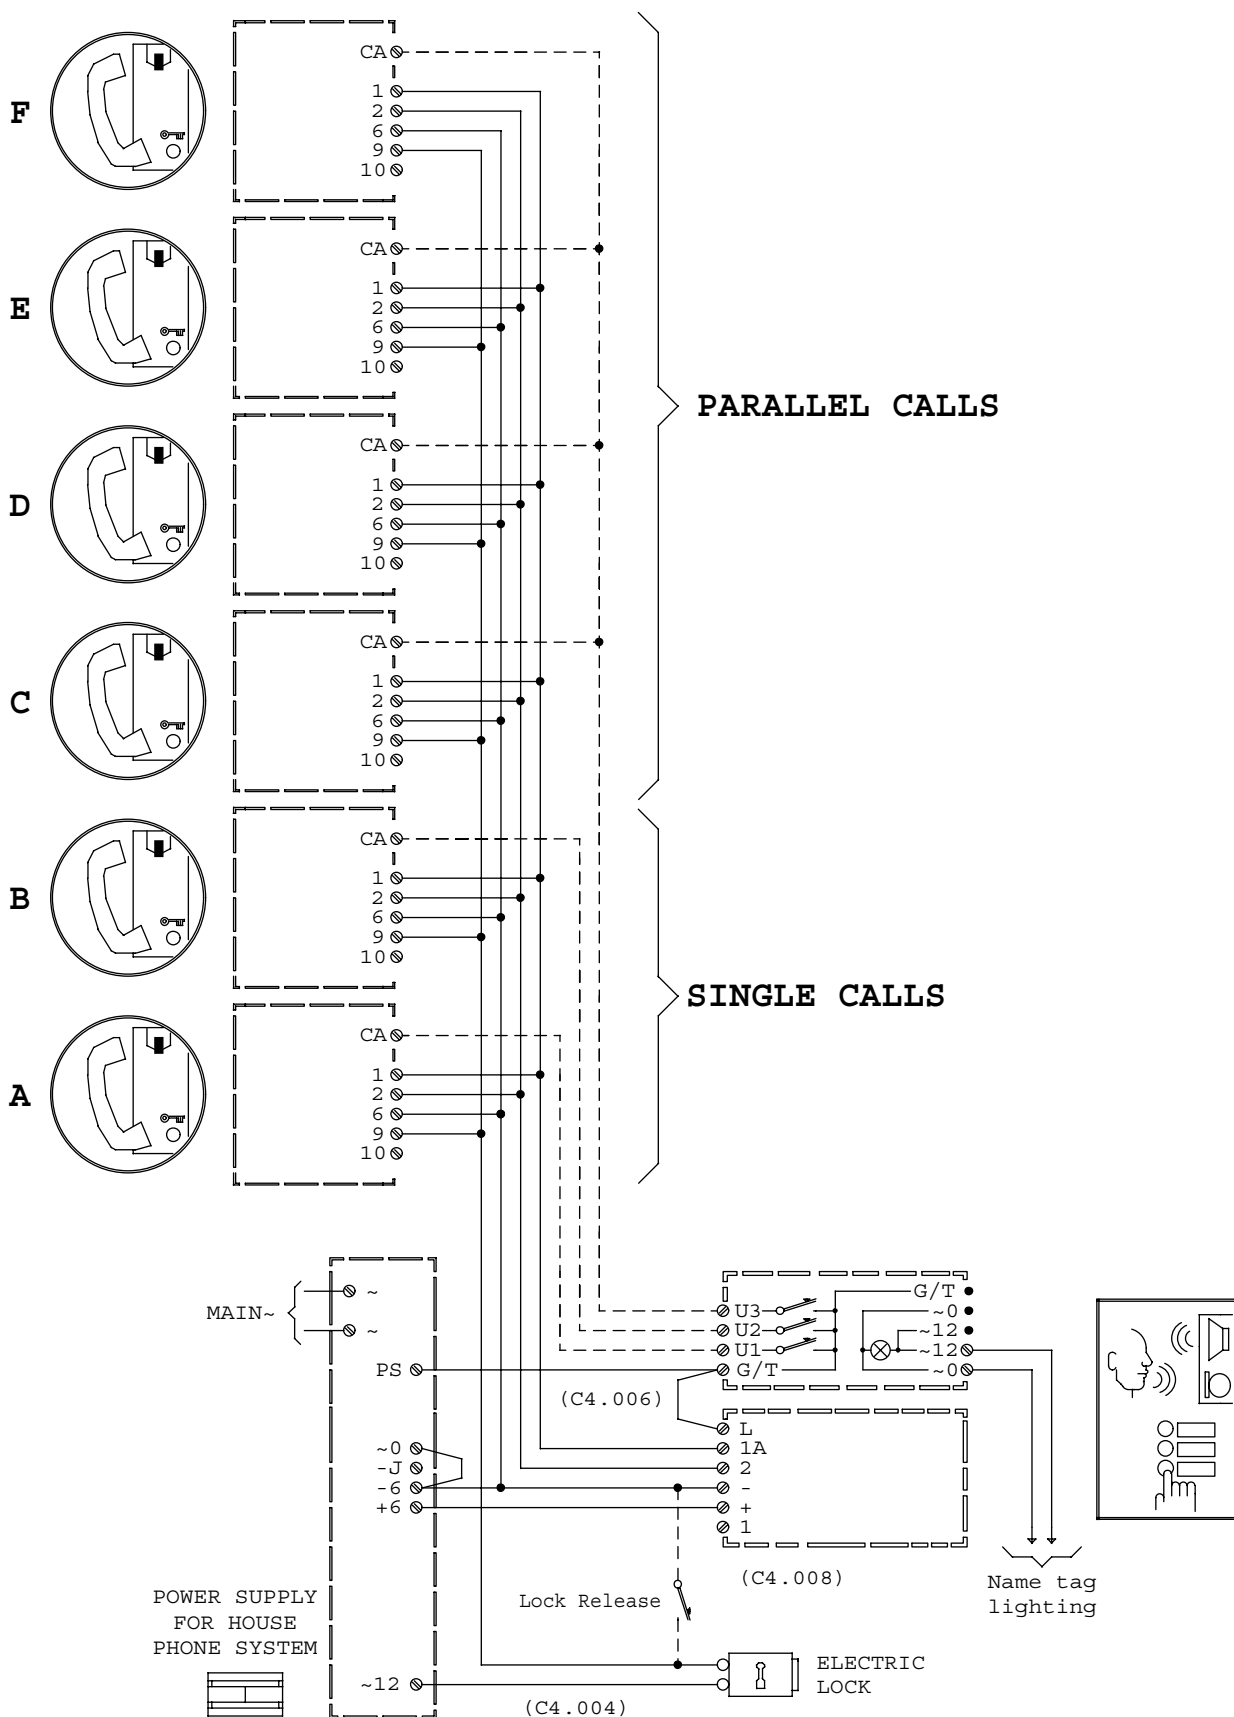 F
CA
1
2
6
9
10
E
CA
1
2
6
9
10
PARALLEL CALLS
D
CA
1
2
6
9
10
C
CA
1
2
6
9
10
B
CA
1
2
6
9
10
SINGLE CALLS
A
CA
1
2
6
9
10
MAIN~
~
~
PS
~0
-J
-6
+6
~12
POWER SUPPLY
FOR HOUSE
PHONE SYSTEM
U3
U2
U1
G/T
G/T
~0
~12
~12
~0
(C4.006)
L
1A
2
-
+
1
(C4.008)
Name tag
lighting
Lock Release
ELECTRIC
LOCK
(C4.004)